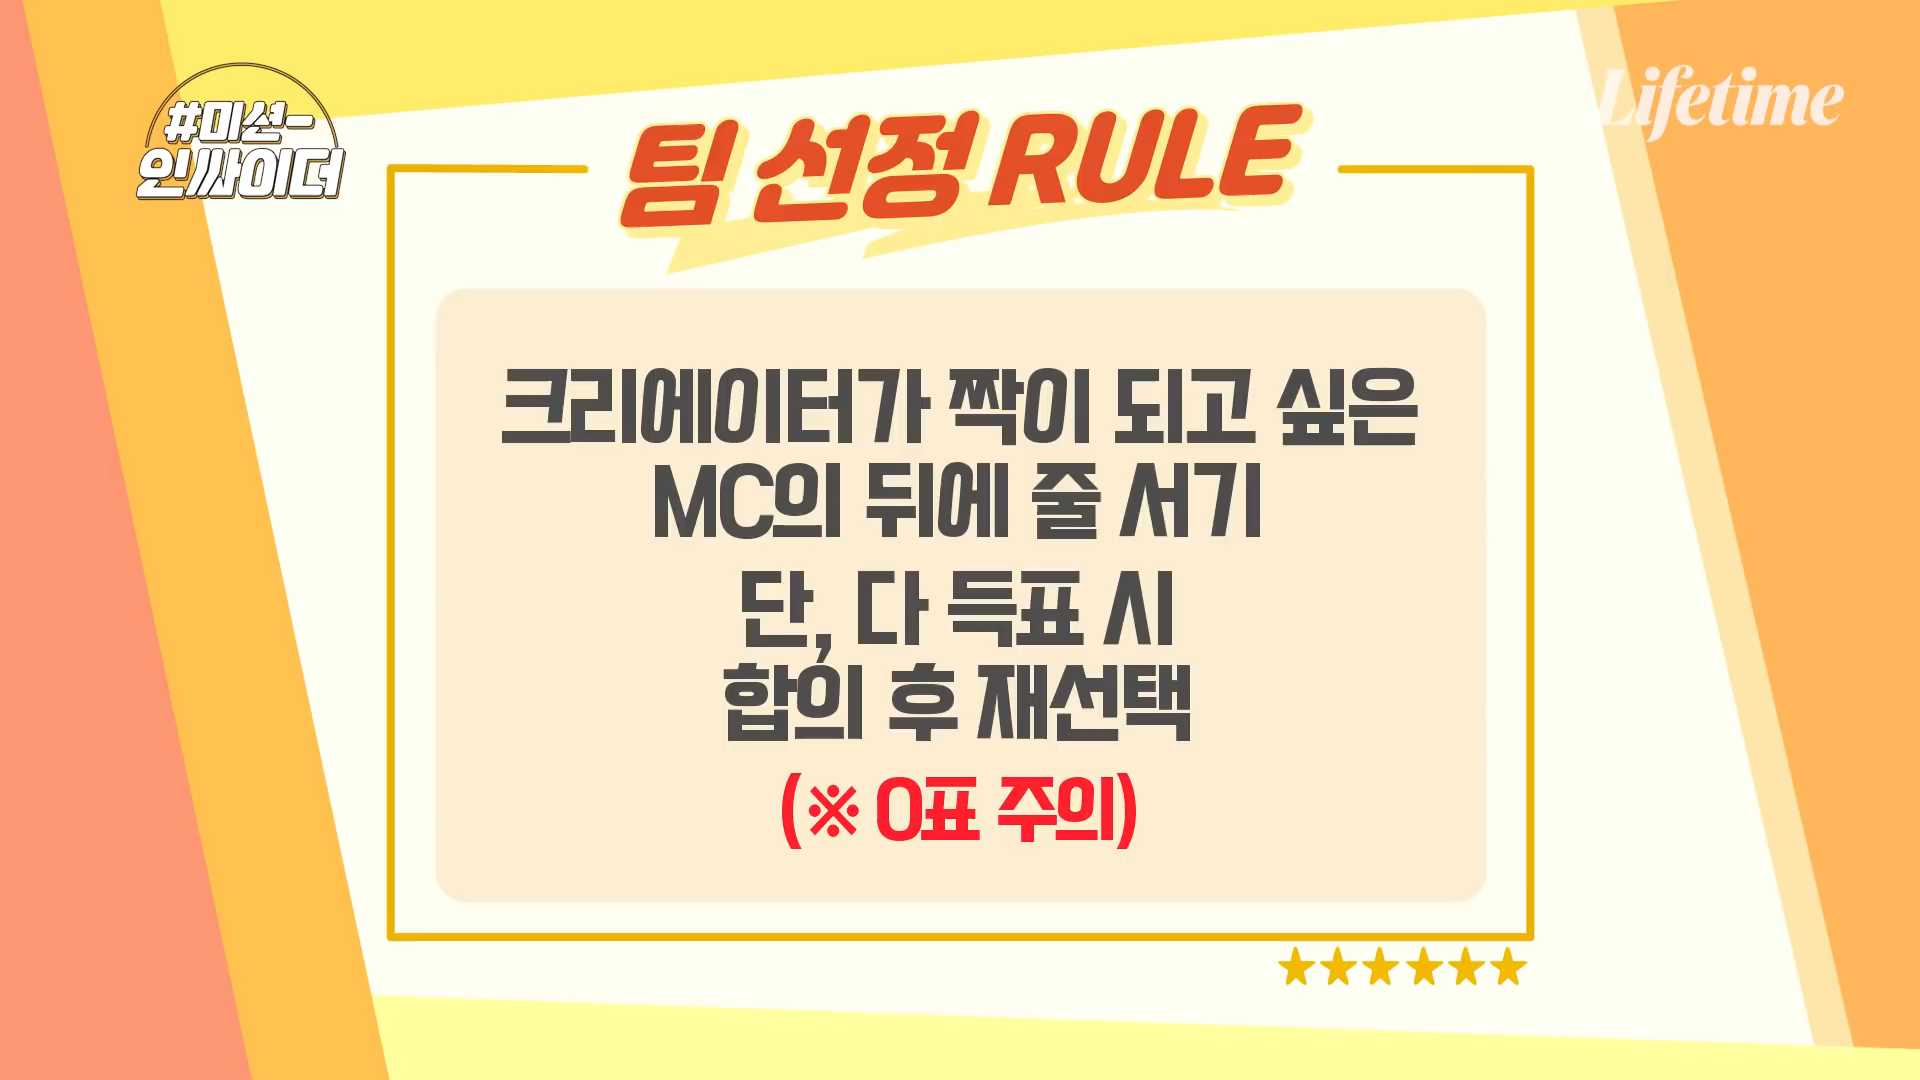 #미션-
인싸이더
Lifetime
팀 선정 RULE
크리에이터가 짝이 되고 싶은
MC의 뒤에 줄 서기
단, 다 득표 시
합의 후 재선택
(※ 0표 주의)